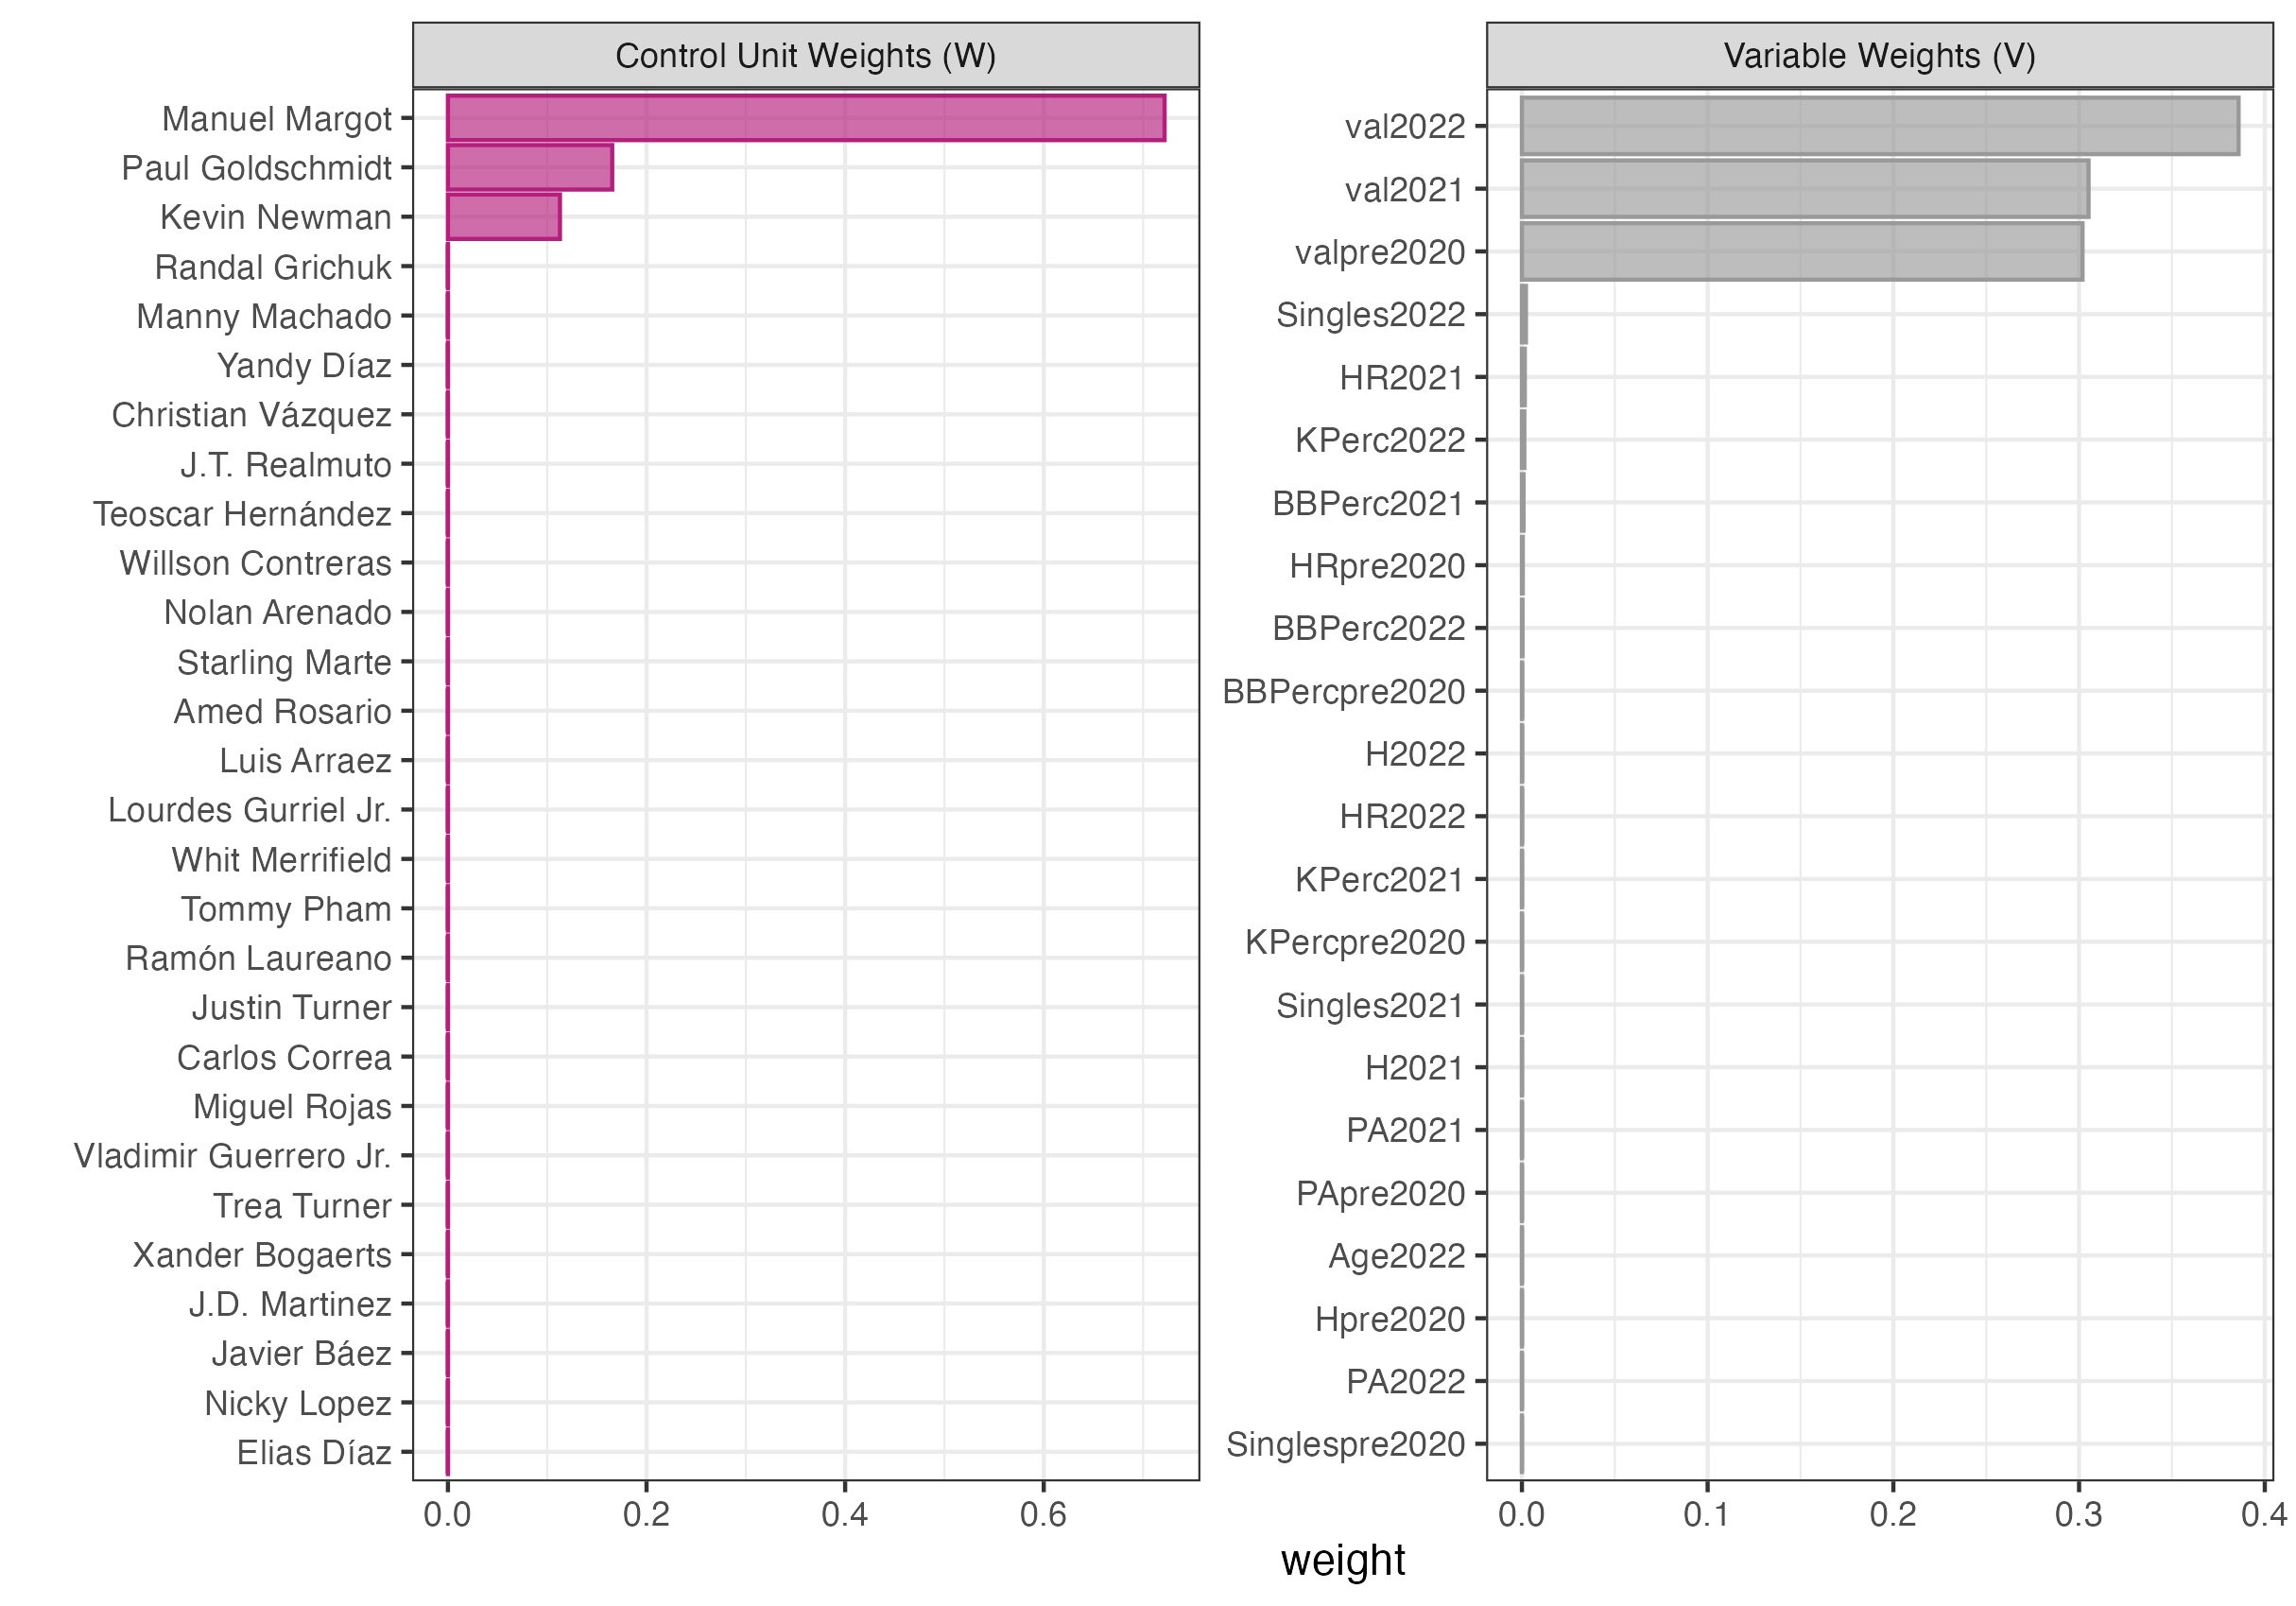 Control Unit Weights (W)
Manuel Margot
Paul Goldschmidt
Kevin Newman
Randal Grichuk
Manny Machado
Yandy Díaz
Christian Vázquez
J.T. Realmuto
Teoscar Hernández
Willson Contreras
Nolan Arenado
Starling Marte
Amed Rosario
Luis Arraez
Lourdes Gurriel Jr.
Whit Merrifield
Tommy Pham
Ramón Laureano
Justin Turner
Carlos Correa
Miguel Rojas
Vladimir Guerrero Jr.
Trea Turner
Xander Bogaerts
J.D. Martinez
Javier Báez
Nicky Lopez
Elias Díaz
0.0 0.2 0.4 0.6
Variable Weights (V)
val2022
val2021
valpre2020
Singles2022
HR2021
KPerc2022
BBPerc2021
HRpre2020
BBPerc2022
BBPercpre2020
H2022
HR2022
KPerc2021
KPercpre2020
Singles2021
H2021
PA2021
PApre2020
Age2022
Hpre2020
PA2022
Singlespre2020
0.0 0.1 0.2 0.3 0.4
weight